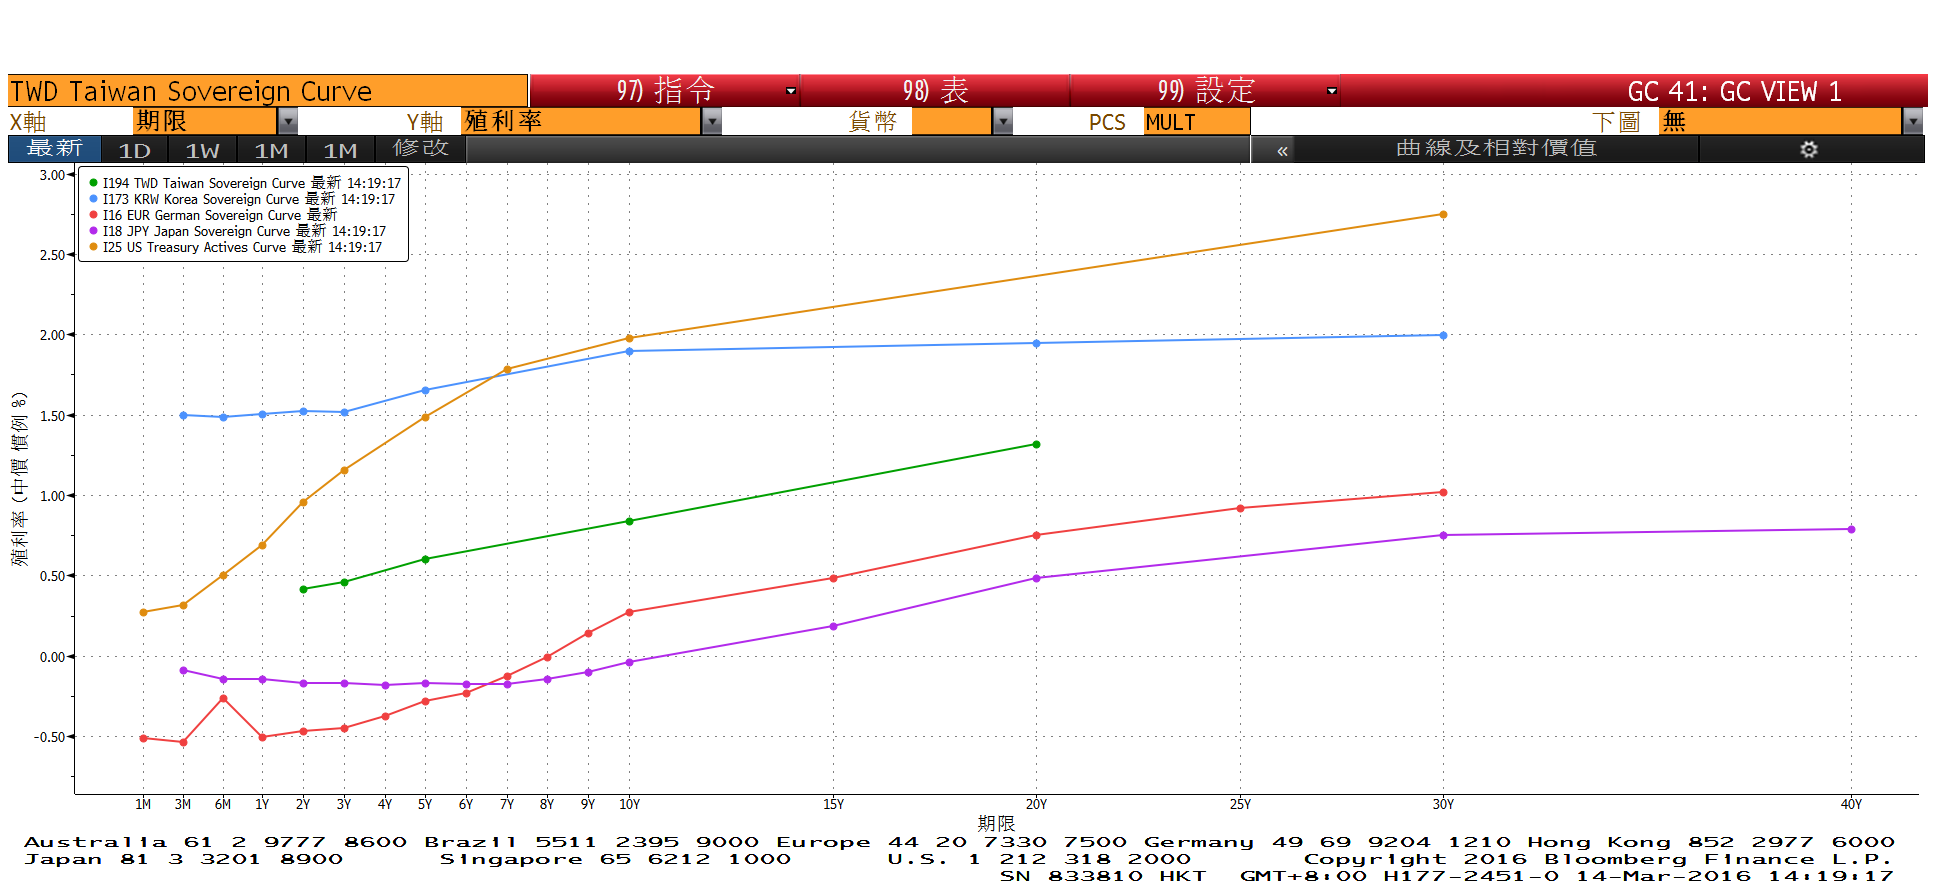 TWD Taiwan Sovereign Curve 97) 指令 98) 表 99) 設定 GC 41: GC VIEW 1
X軸 期限 Y軸 殖利率 貨幣 PCS MULT 下圖 無
最新 1D 1W 1M 1M 修改 « 曲線及相對價值
I194 TWD Taiwan Sovereign Curve 最新 14:19:17
I173 KRW Korea Sovereign Curve 最新 14:19:17
I16 EUR German Sovereign Curve 最新
I18 JPY Japan Sovereign Curve 最新 14:19:17
I25 US Treasury Actives Curve 最新 14:19:17
3.00
2.50
2.00
1.50
1.00
0.50
0.00
-0.50
殖利率 (中價 慣例 %)
1M 3M 6M 1Y 2Y 3Y 4Y 5Y 6Y 7Y 8Y 9Y 10Y 15Y 20Y 25Y 30Y 40Y
期限
Australia 61 2 9777 8600 Brazil 5511 2395 9000 Europe 44 20 7330 7500 Germany 49 69 9204 1210 Hong Kong 852 2977 6000
Japan 81 3 3201 8900 Singapore 65 6212 1000 U.S. 1 212 318 2000 Copyright 2016 Bloomberg Finance L.P.
SN 833810 HKT GMT+8:00 H177-2451-0 14-Mar-2016 14:19:17